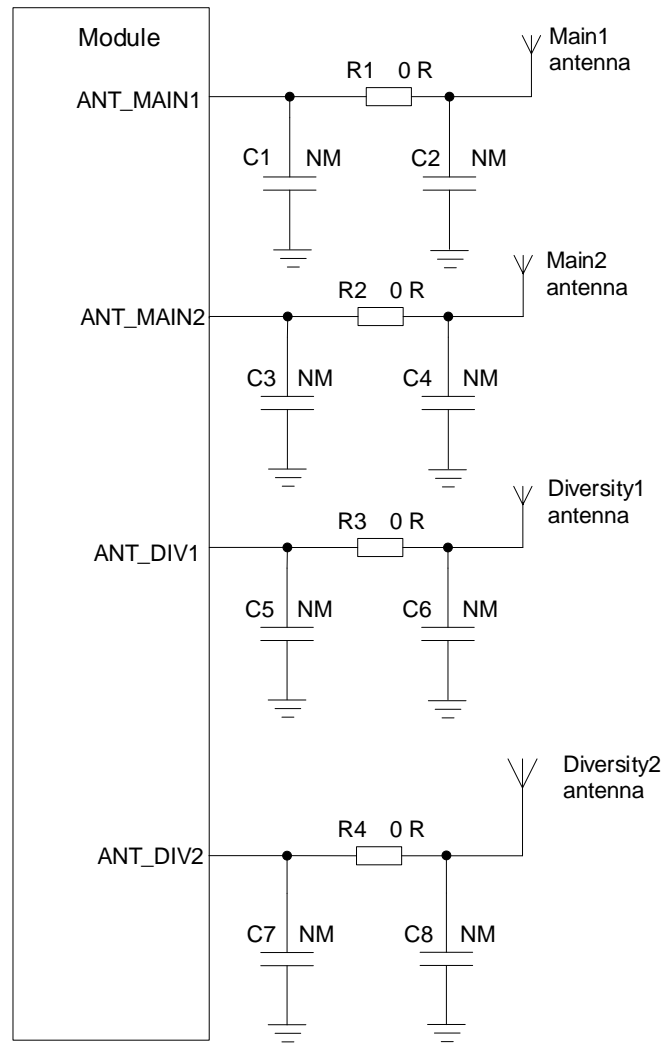 Module
Main1
antenna
R1 0 R
ANT_MAIN1
C1 NM
C2 NM
Main2
antenna
R2 0 R
ANT_MAIN2
C3 NM
C4 NM
Diversity1
antenna
R3 0 R
ANT_DIV1
C5 NM
C6 NM
Diversity2
antenna
R4 0 R
ANT_DIV2
C7 NM
C8 NM